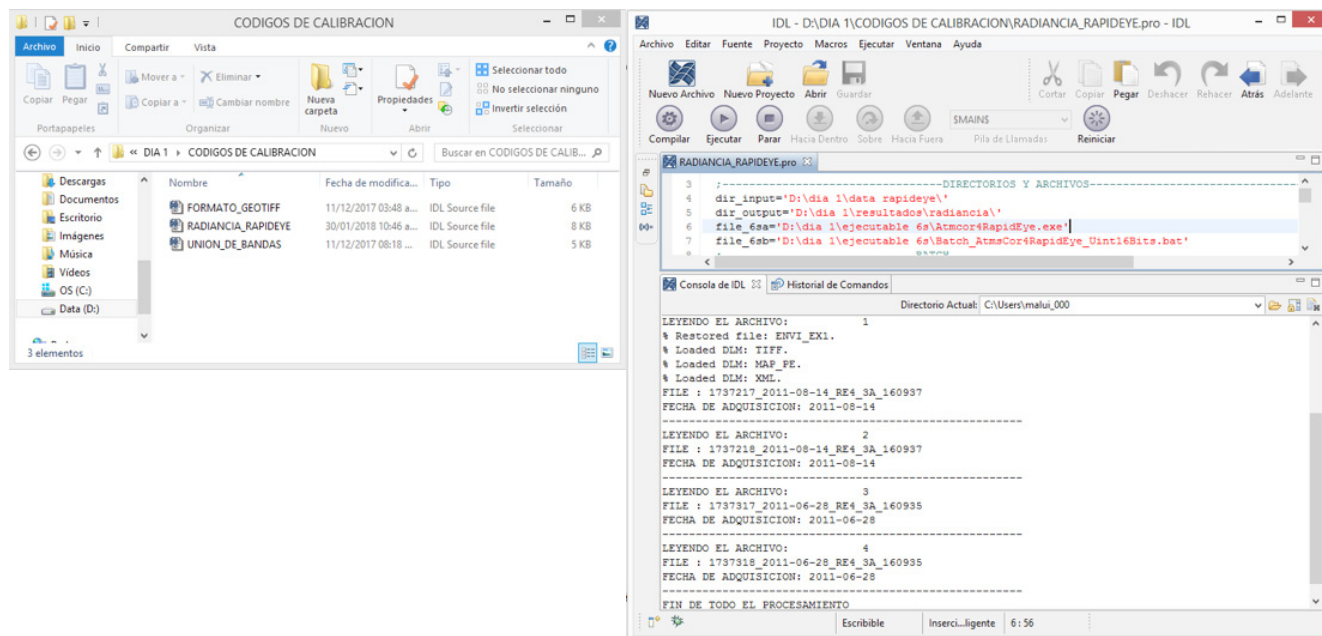 CODIGOS DE CALIBRACION
Archivo Inicio Compartir Vista
Copiar Pegar
Mover a
Copiar a
Eliminar
Cambiar nombre
Nueva carpeta
Propiedades
Seleccionar todo
No seleccionar ninguno
Invertir selección
Portapapeles Organizar Nuevo Abrir Seleccionar
« DIA 1 CODIGOS DE CALIBRACION
Buscar en CODIGOS DE CALIB...
Descargas
Documentos
Escritorio
Imágenes
Música
Vídeos
OS (C:)
Data (D:)
Nombre Fecha de modifica... Tipo Tamaño
FORMATO_GEOTIFF 11/12/2017 03:48 a... IDL Source file 6 KB
RADIANCIA_RAPIDEYE 30/01/2018 10:46 a... IDL Source file 8 KB
UNION_DE_BANDAS 11/12/2017 08:18 ... IDL Source file 5 KB
3 elementos
IDL - D:\DIA 1\CODIGOS DE CALIBRACION\RADIANCIA_RAPIDEYE.pro - IDL
Archivo Editar Fuente Proyecto Macros Ejecutar Ventana Ayuda
Nuevo Archivo Nuevo Proyecto Abrir Guardar Cortar Copiar Pegar Deshacer Rehacer Atrás Adelante
$MAIN$
Compilar Ejecutar Parar Hacia Dentro Sobre Hacia Fuera Pila de Llamadas Reiniciar
RADIANCIA_RAPIDEYE.pro
3 ;----------------------------------DIRECTORIOS Y ARCHIVOS--------------------------------
4 dir_input='D:\dia 1\data rapideye\'
5 dir_output='D:\dia 1\resultados\radiancia\'
6 file_6sa='D:\dia 1\ejecutable 6s\Atmcor4RapidEye.exe'
7 file_6sb='D:\dia 1\ejecutable 6s\Batch_AtmsCor4RapidEye_Uint16Bits.bat'
Consola de IDL Historial de Comandos
Directorio Actual: C:\Users\malui_000
LEYENDO EL ARCHIVO: 1
% Restored file: ENVI_EX1.
% Loaded DLM: TIFF.
% Loaded DLM: MAP_PE.
% Loaded DLM: XML.
FILE : 1737217_2011-08-14_RE4_3A_160937
FECHA DE ADQUISICION: 2011-08-14
------------------------------------------------------
LEYENDO EL ARCHIVO: 2
FILE : 1737218_2011-08-14_RE4_3A_160937
FECHA DE ADQUISICION: 2011-08-14
------------------------------------------------------
LEYENDO EL ARCHIVO: 3
FILE : 1737317_2011-06-28_RE4_3A_160935
FECHA DE ADQUISICION: 2011-06-28
------------------------------------------------------
LEYENDO EL ARCHIVO: 4
FILE : 1737318_2011-06-28_RE4_3A_160935
FECHA DE ADQUISICION: 2011-06-28
------------------------------------------------------
FIN DE TODO EL PROCESAMIENTO
Escribible Inserci...ligente 6 : 56